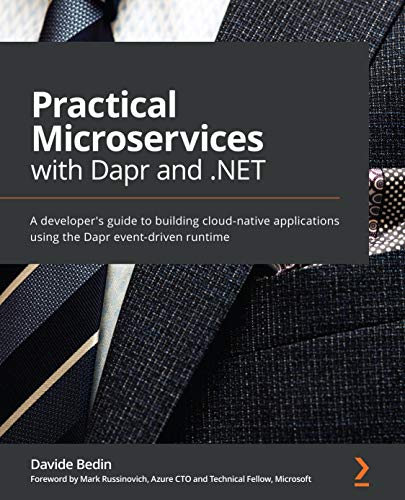 Practical
Microservices
with Dapr and .NET
A developer's guide to building cloud-native applications
using the Dapr event-driven runtime
Davide Bedin
Foreword by Mark Russinovich, Azure CTO and Technical Fellow, Microsoft